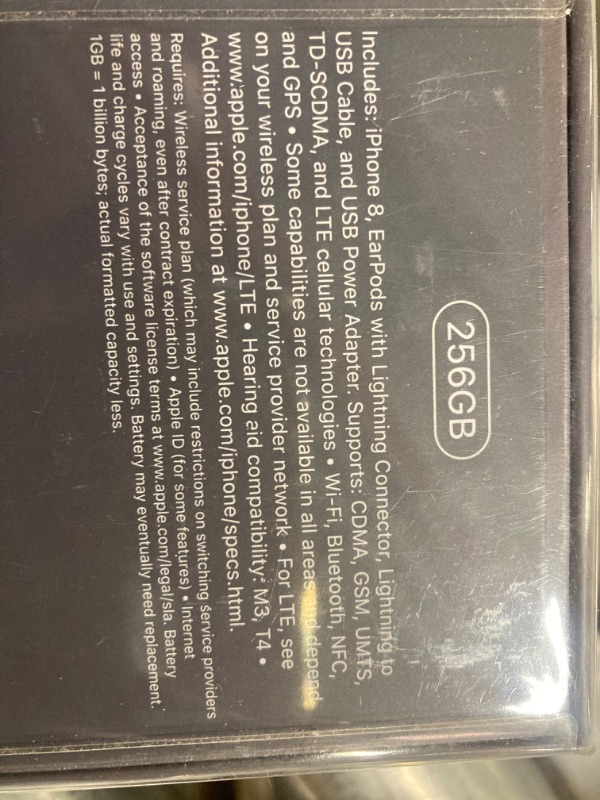 256GB
Includes: iPhone 8, EarPods with Lightning Connector, Lightning to
USB Cable, and USB Power Adapter. Supports: CDMA, GSM, UMTS,
TD-SCDMA, and LTE cellular technologies • Wi-Fi, Bluetooth, NFC,
and GPS • Some capabilities are not available in all areas and depend
on your wireless plan and service provider network • For LTE, see
www.apple.com/iphone/LTE • Hearing aid compatibility: M3, T4 •
Additional information at www.apple.com/iphone/specs.html.
Requires: Wireless service plan (which may include restrictions on switching service providers
and roaming, even after contract expiration) • Apple ID (for some features) • Internet
access • Acceptance of the software license terms at www.apple.com/legal/sla. Battery
life and charge cycles vary with use and settings. Battery may eventually need replacement.
1GB = 1 billion bytes; actual formatted capacity less.